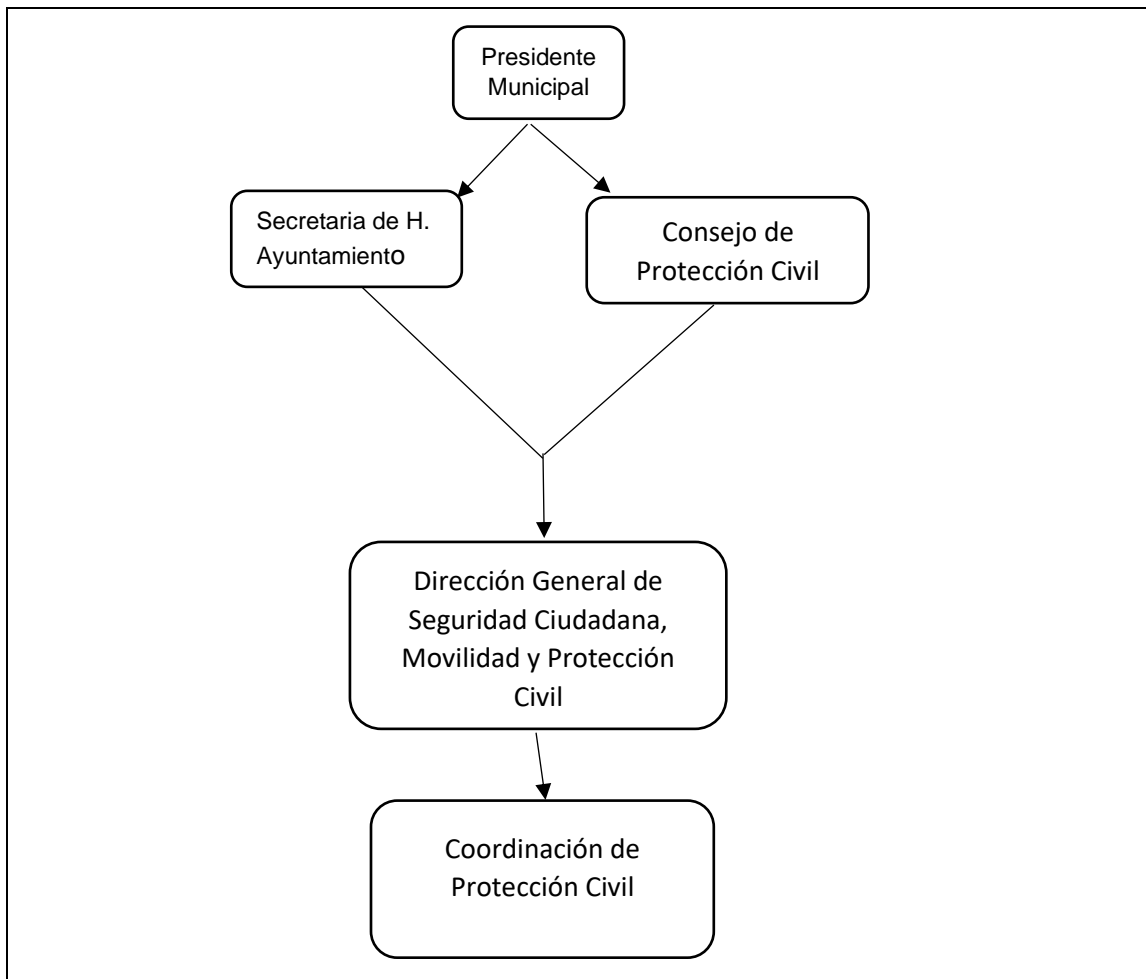 Presidente
Municipal
Secretaria de H.
Ayuntamiento
Consejo de
Protección Civil
Dirección General de
Seguridad Ciudadana,
Movilidad y Protección
Civil
Coordinación de
Protección Civil